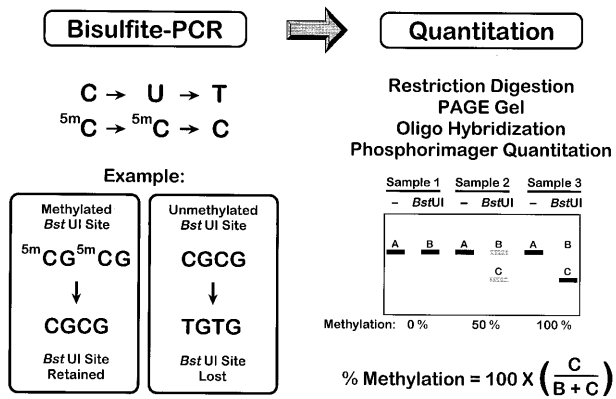 Bisulfite-PCR
Quantitation
C → U → T
5mC → 5mC → C
Example:
Methylated
Bst UI Site
5mCG5mCG
CGCG
Bst UI Site
Retained
Unmethylated
Bst UI Site
CGCG
TGTG
Bst UI Site
Lost
Restriction Digestion
PAGE Gel
Oligo Hybridization
Phosphorimager Quantitation
Sample 1 Sample 2 Sample 3
– BstUI – BstUI – BstUI
A B A B A B
C C
Methylation: 0 % 50 % 100 %
% Methylation = 100 X ( C / B + C )